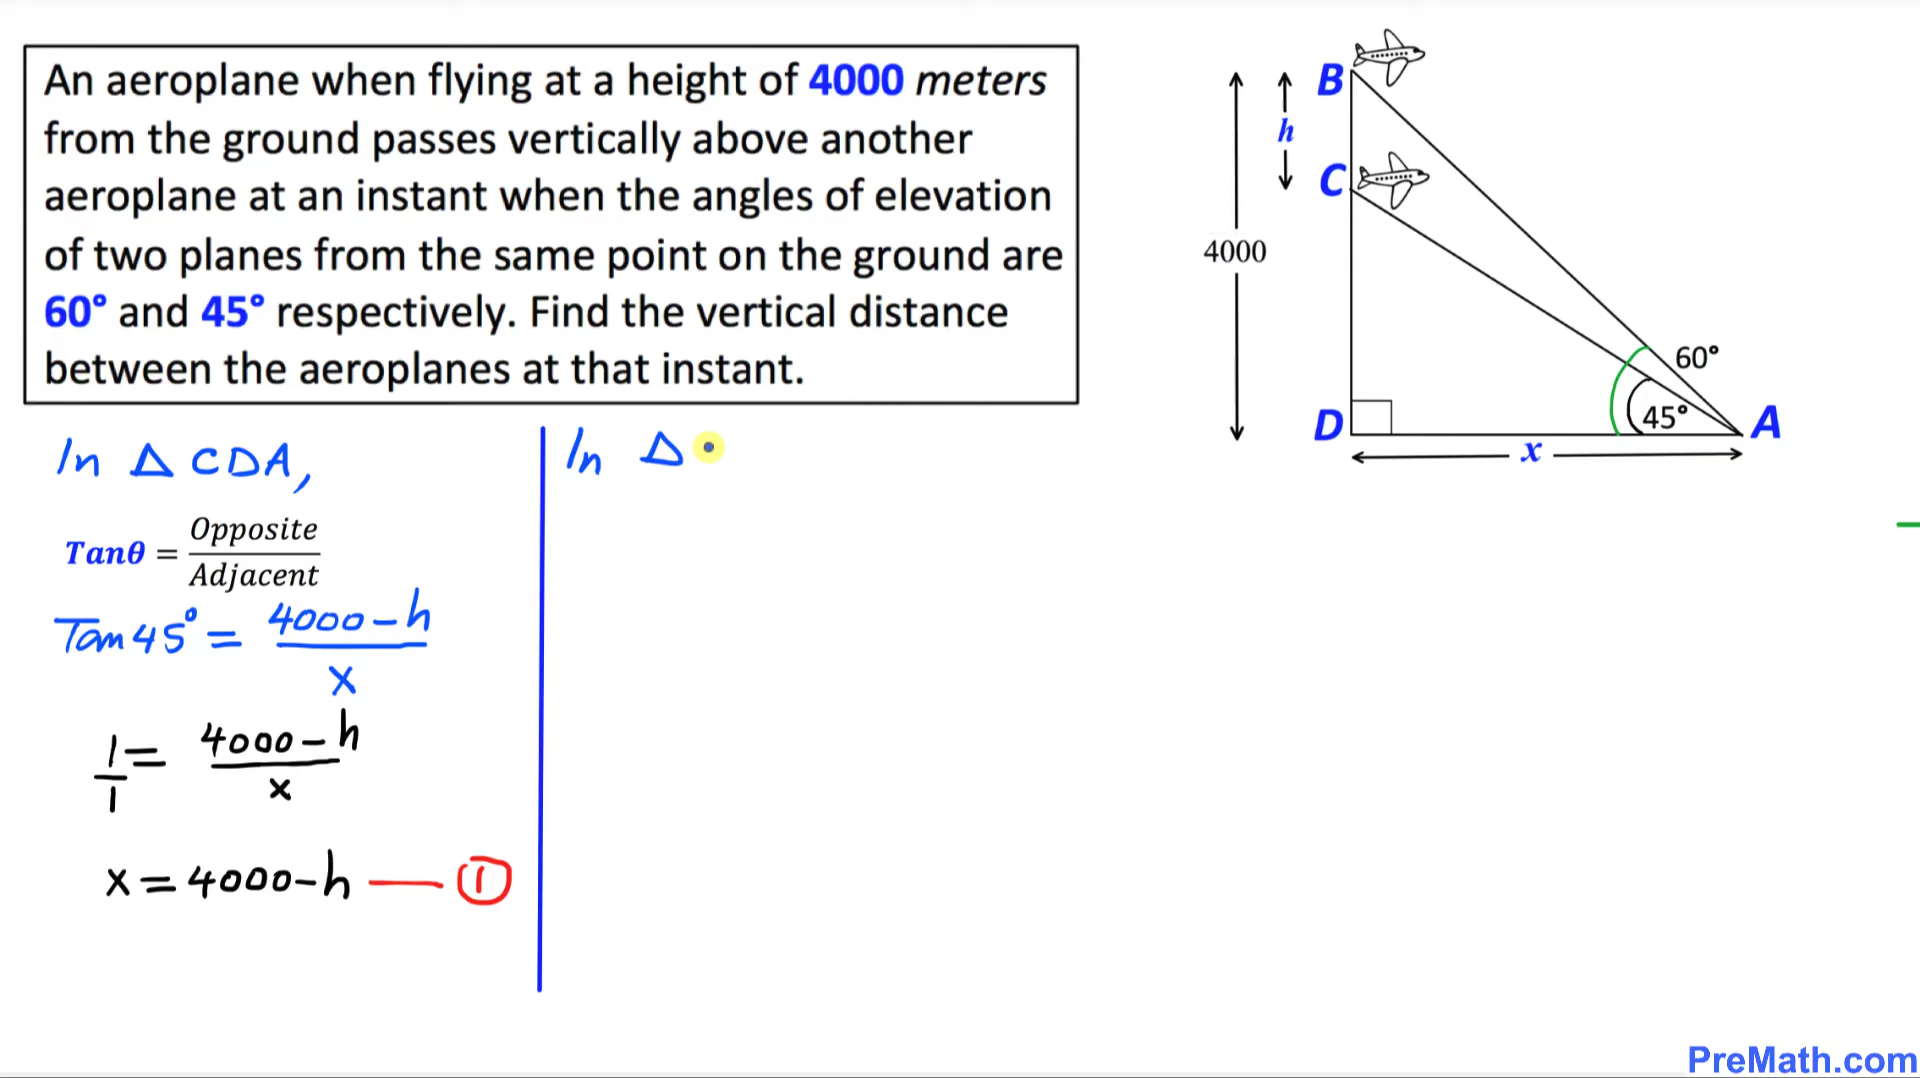 An aeroplane when flying at a height of 4000 meters
from the ground passes vertically above another
aeroplane at an instant when the angles of elevation
of two planes from the same point on the ground are
60° and 45° respectively. Find the vertical distance
between the aeroplanes at that instant.
B
h
C
4000
60°
45°
D
A
x
In Δ CDA,
Tanθ = Opposite / Adjacent
Tan 45° = 4000 - h / x
1/1 = 4000 - h / x
x = 4000 - h — ①
In Δ
PreMath.com